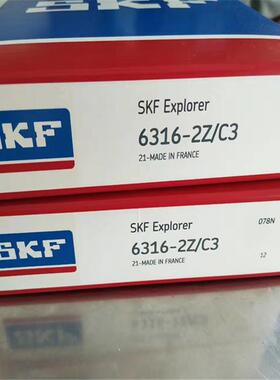 SKF
SKF
SKF Explorer
6316-2Z/C3
21-MADE IN FRANCE
SKF
SKF Explorer
078N
6316-2Z/C3
21-MADE IN FRANCE
12